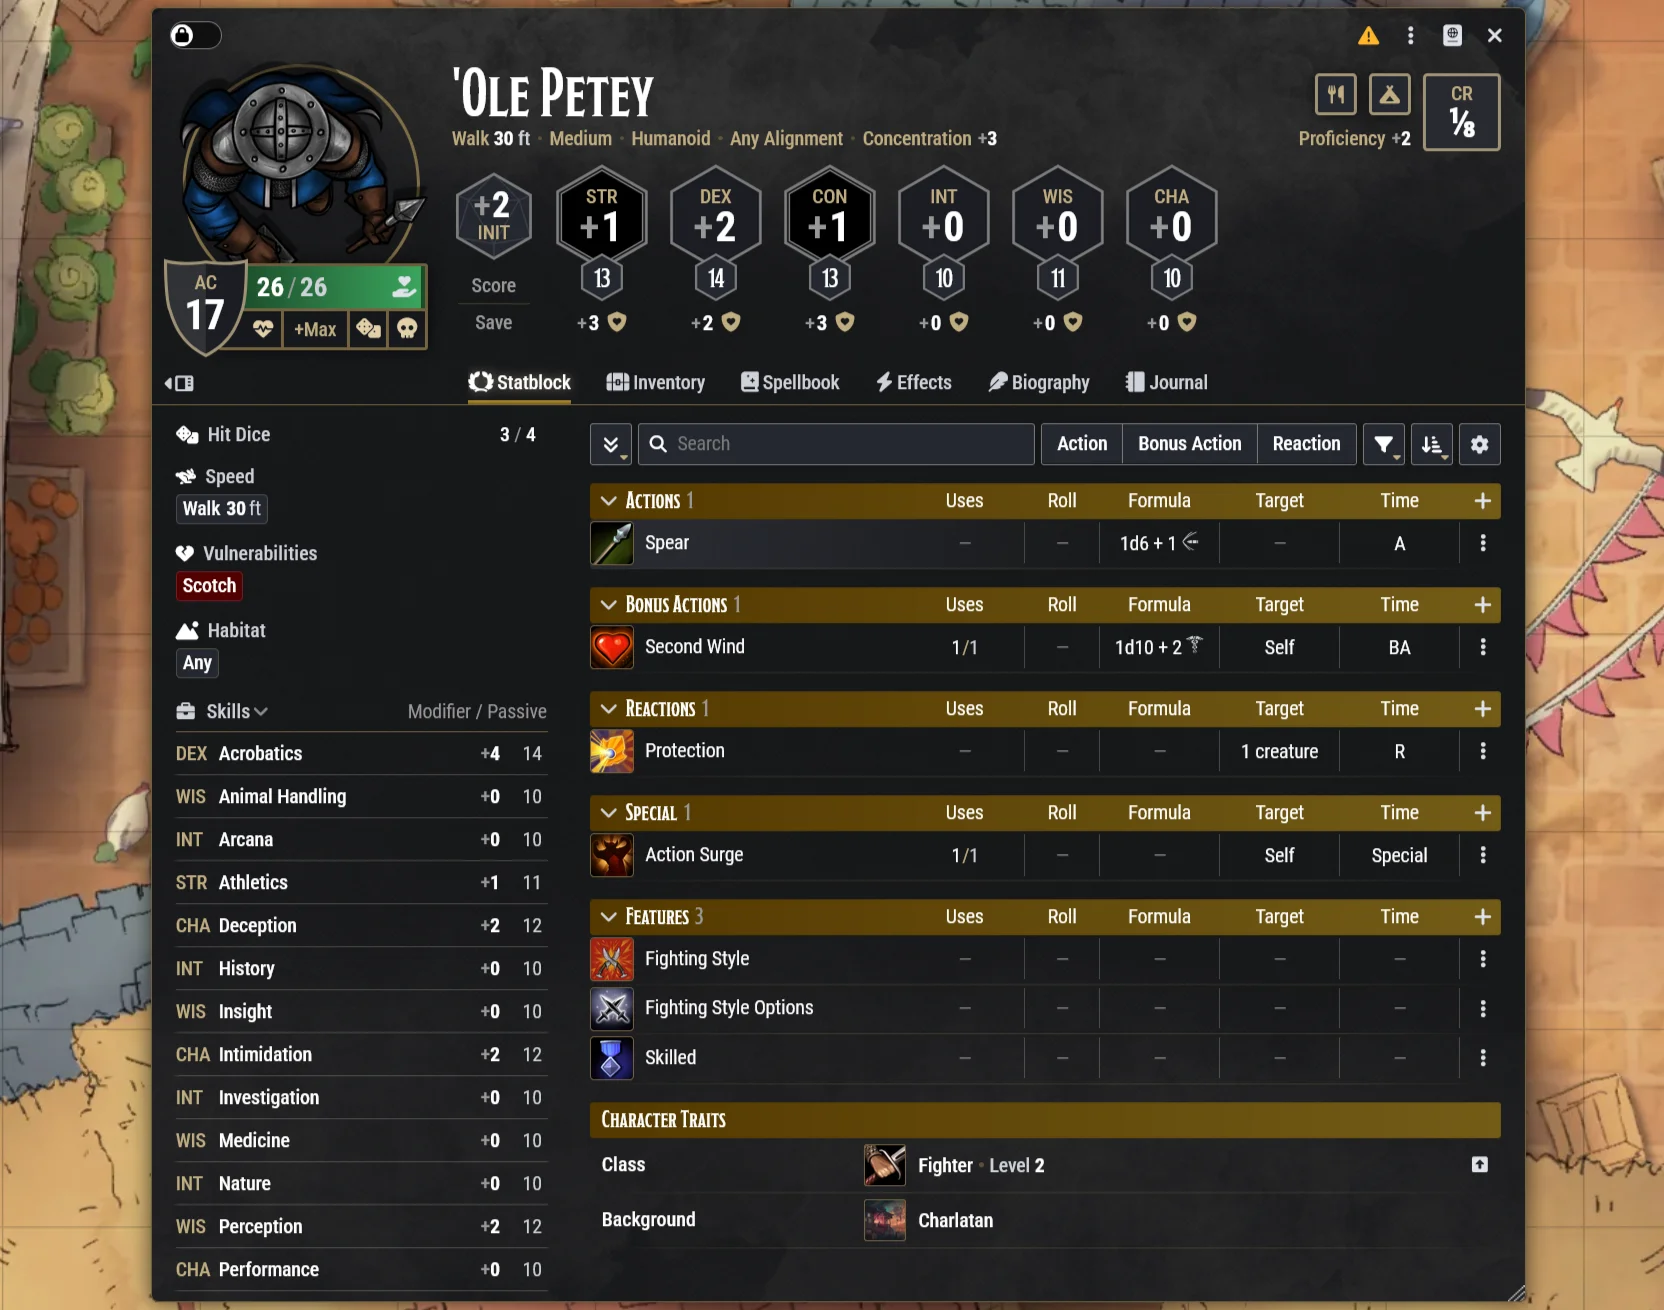 'Ole Petey
Walk 30 ft · Medium · Humanoid · Any Alignment · Concentration +3
Proficiency +2
CR
1/8
+2
INIT
STR
+1
13
DEX
+2
14
CON
+1
13
INT
+0
10
WIS
+0
11
CHA
+0
10
Score
Save
+3
+2
+3
+0
+0
+0
AC
17
26 / 26
+Max
Statblock
Inventory
Spellbook
Effects
Biography
Journal
Hit Dice 3 / 4
Speed
Walk 30 ft
Vulnerabilities
Scotch
Habitat
Any
Skills Modifier / Passive
DEX Acrobatics +4 14
WIS Animal Handling +0 10
INT Arcana +0 10
STR Athletics +1 11
CHA Deception +2 12
INT History +0 10
WIS Insight +0 10
CHA Intimidation +2 12
INT Investigation +0 10
WIS Medicine +0 10
INT Nature +0 10
WIS Perception +2 12
CHA Performance +0 10
Search
Action
Bonus Action
Reaction
Actions 1 Uses Roll Formula Target Time +
Spear — — 1d6 + 1 — A
Bonus Actions 1 Uses Roll Formula Target Time +
Second Wind 1/1 — 1d10 + 2 Self BA
Reactions 1 Uses Roll Formula Target Time +
Protection — — — 1 creature R
Special 1 Uses Roll Formula Target Time +
Action Surge 1/1 — — Self Special
Features 3 Uses Roll Formula Target Time +
Fighting Style — — — — —
Fighting Style Options — — — — —
Skilled — — — — —
Character Traits
Class Fighter · Level 2
Background Charlatan